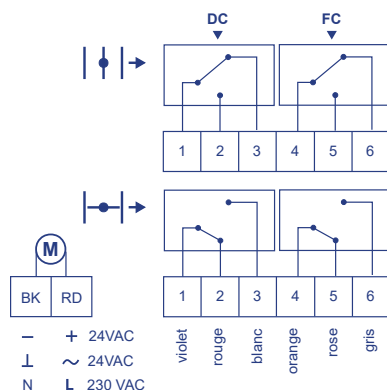 DC FC
1 2 3 4 5 6
M
BK RD
1 2 3 4 5 6
violet rouge blanc orange rose gris
− + 24VAC
⊥ ~ 24VAC
N L 230 VAC